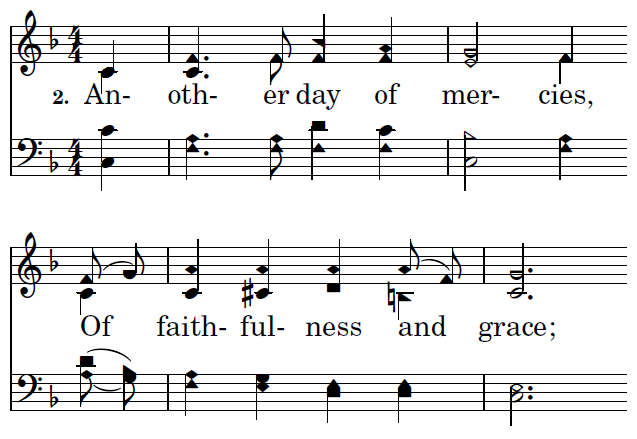 2. An- oth- er day of mer- cies,
Of faith- ful- ness and grace;